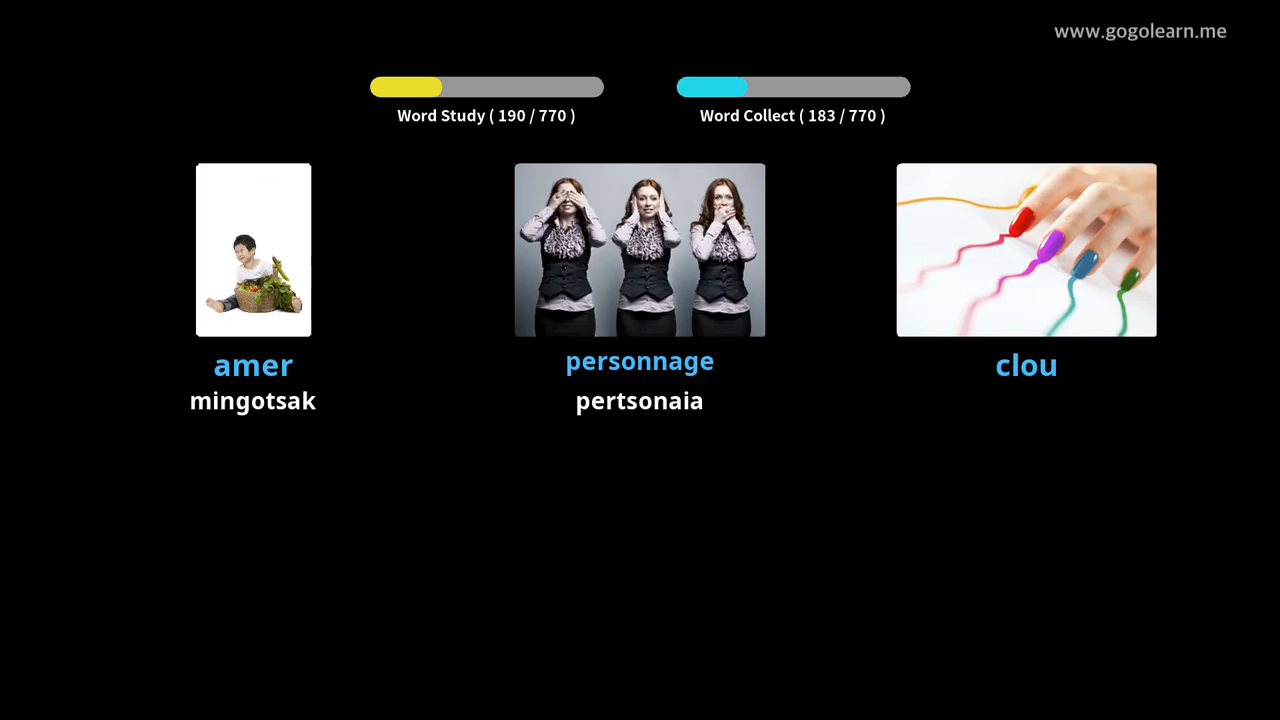 www.gogolearn.me
Word Study ( 190 / 770 )
Word Collect ( 183 / 770 )
amer
mingotsak
personnage
pertsonaia
clou